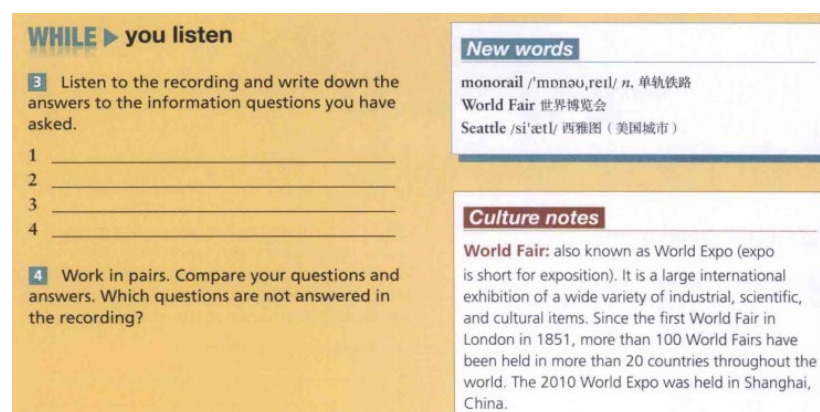 WHILE ▶ you listen
3 Listen to the recording and write down the
answers to the information questions you have
asked.
1
2
3
4
4 Work in pairs. Compare your questions and
answers. Which questions are not answered in
the recording?
New words
monorail /ˈmɒnəʊˌreɪl/ n. 单轨铁路
World Fair 世界博览会
Seattle /siˈætl/ 西雅图（美国城市）
Culture notes
World Fair: also known as World Expo (expo
is short for exposition). It is a large international
exhibition of a wide variety of industrial, scientific,
and cultural items. Since the first World Fair in
London in 1851, more than 100 World Fairs have
been held in more than 20 countries throughout the
world. The 2010 World Expo was held in Shanghai,
China.